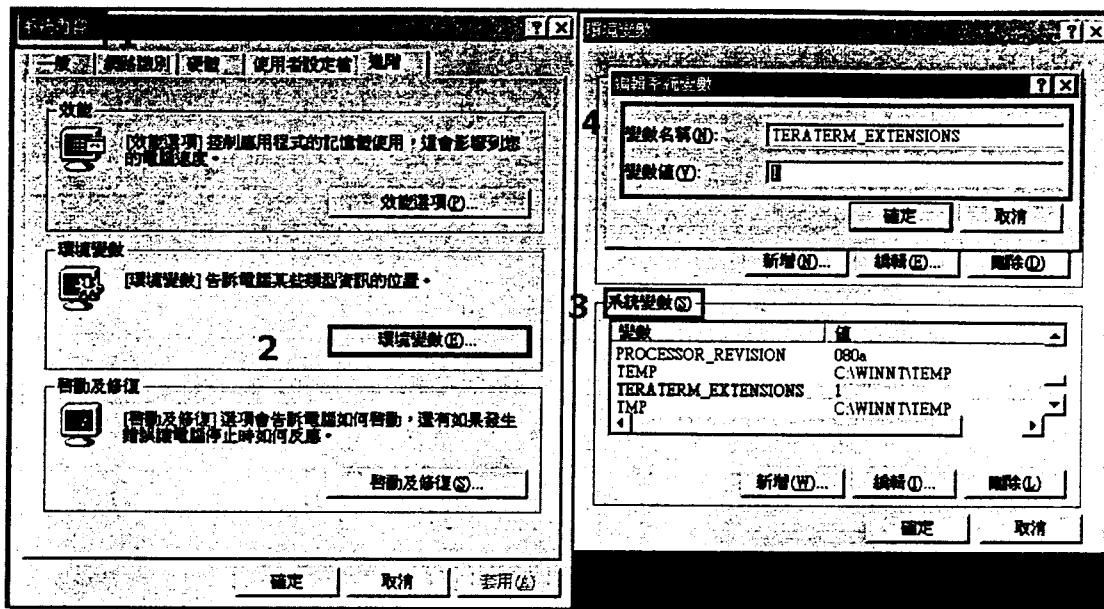 系統內容
一般 網路識別 硬體 使用者設定檔 進階
效能
[效能選項] 控制應用程式的記憶體使用，這會影響到您
的電腦速度。
效能選項(P)...
環境變數
[環境變數] 告訴電腦某些類型資訊的位置。
2
環境變數(E)...
啓動及修復
[啓動及修復] 選項會告訴電腦如何啓動，還有如果發生
錯誤讓電腦停止時如何反應。
啓動及修復(S)...
確定 取消 套用(A)
環境變數
編輯系統變數
4
變數名稱(N): TERATERM_EXTENSIONS
變數值(V): 1
確定 取消
新增(N)... 編輯(E)... 刪除(D)
3
系統變數(S)
變數 值
PROCESSOR_REVISION 080a
TEMP C:\WINNT\TEMP
TERATERM_EXTENSIONS 1
TMP C:\WINNT\TEMP
新增(W)... 編輯(I)... 刪除(L)
確定 取消